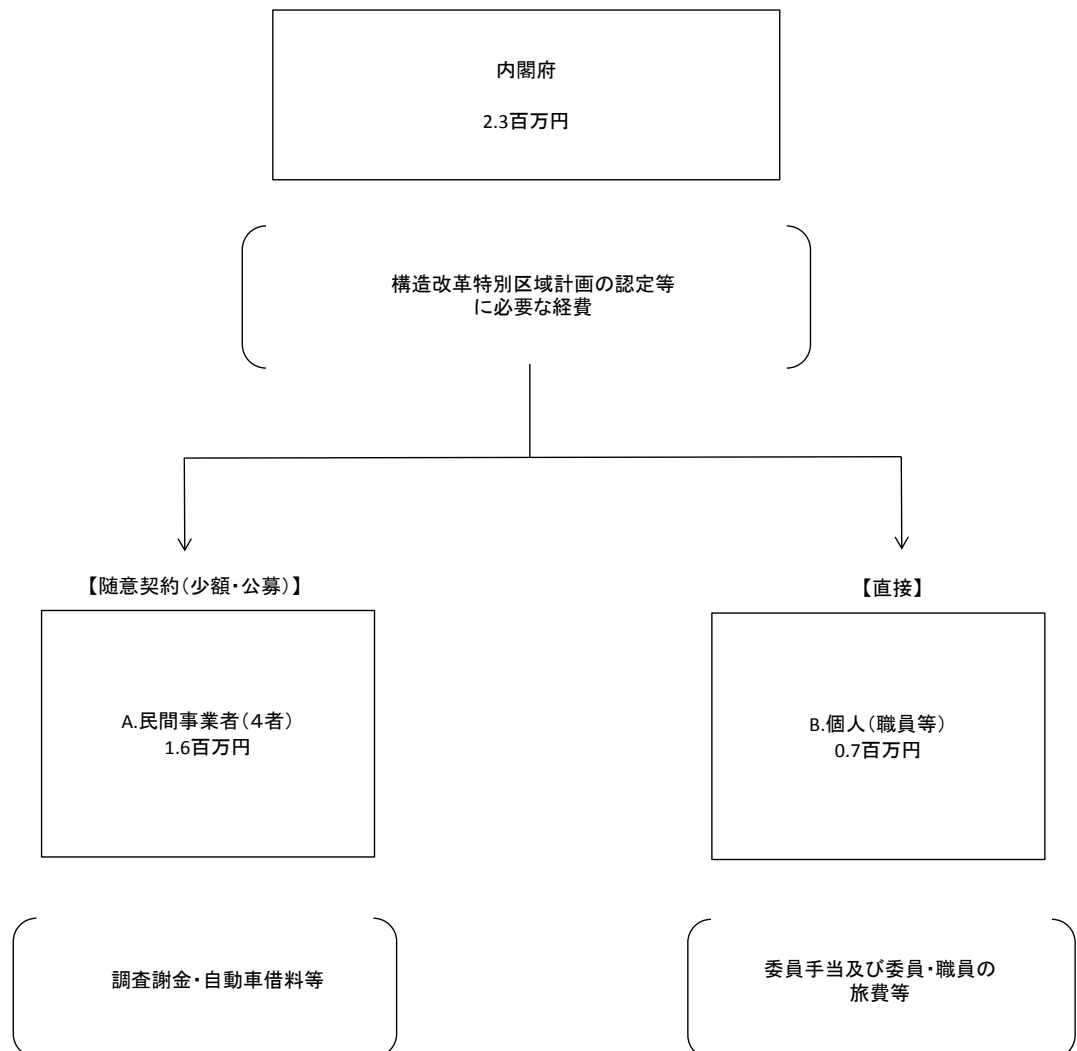 内閣府
2.3百万円
構造改革特別区域計画の認定等
に必要な経費
【随意契約(少額・公募)】
A.民間事業者(4者)
1.6百万円
調査謝金・自動車借料等
【直接】
B.個人(職員等)
0.7百万円
委員手当及び委員・職員の
旅費等